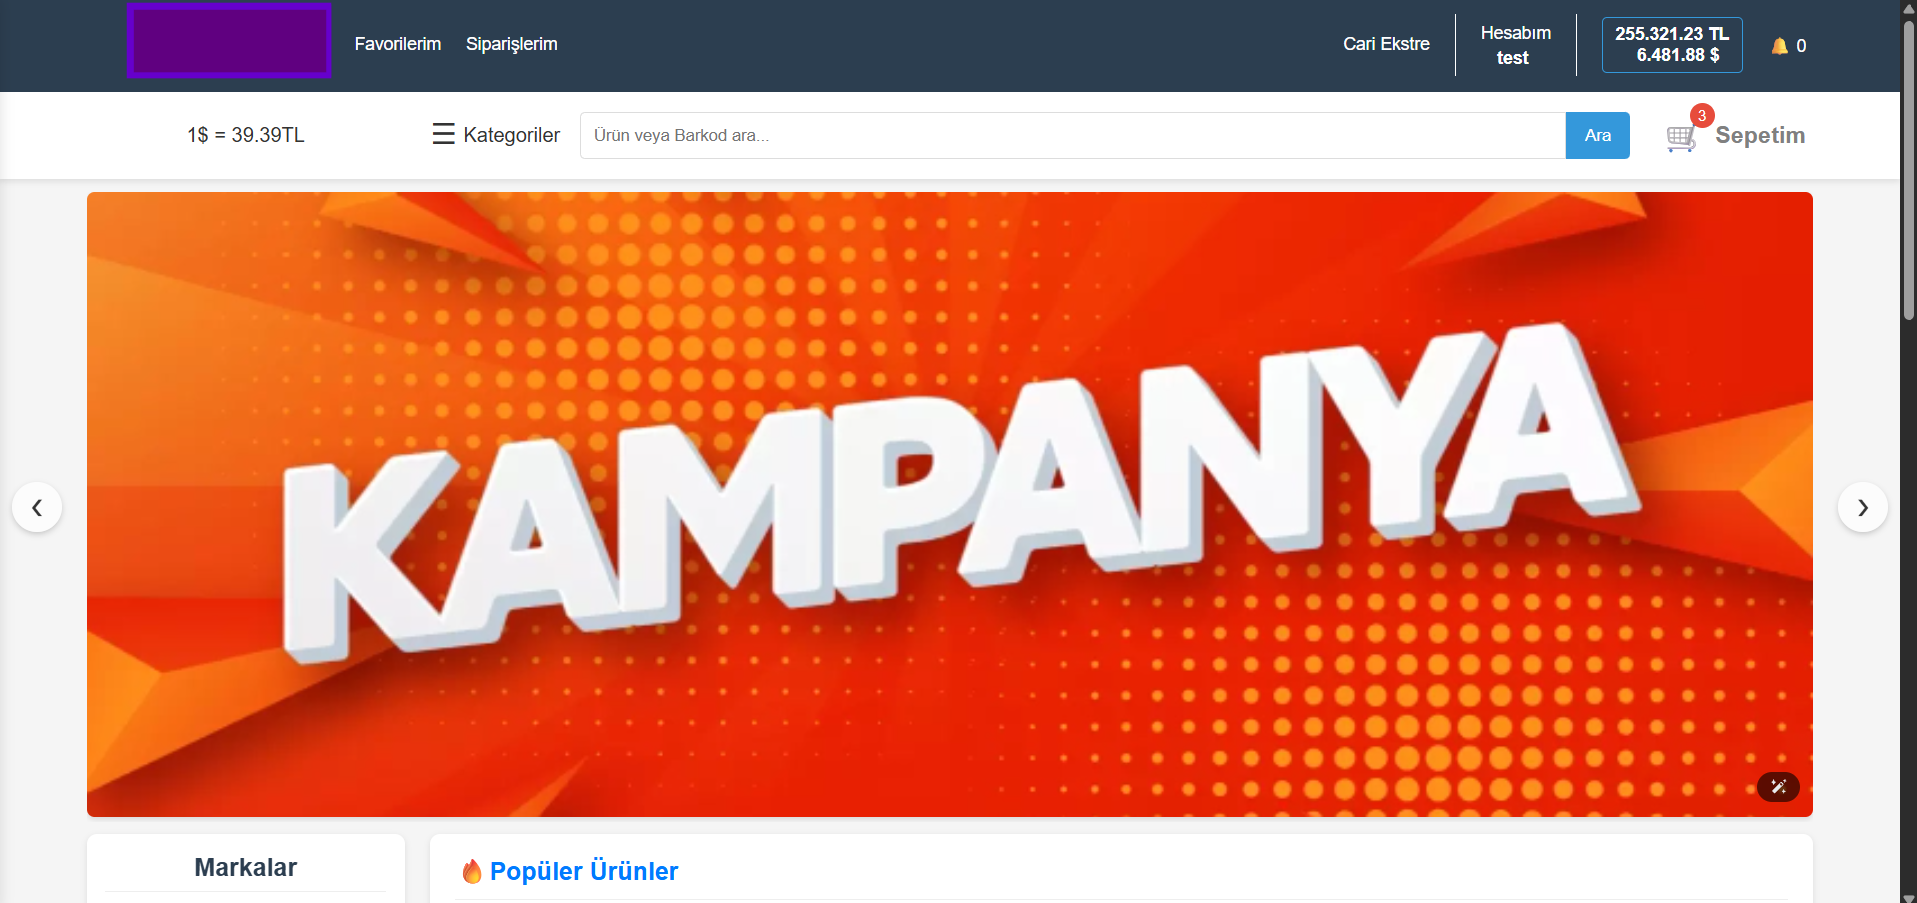 Favorilerim
Siparişlerim
Cari Ekstre
Hesabım
test
255.321.23 TL
6.481.88 $
0
1$ = 39.39TL
Kategoriler
Ürün veya Barkod ara...
Ara
3
Sepetim
KAMPANYA
Markalar
Popüler Ürünler